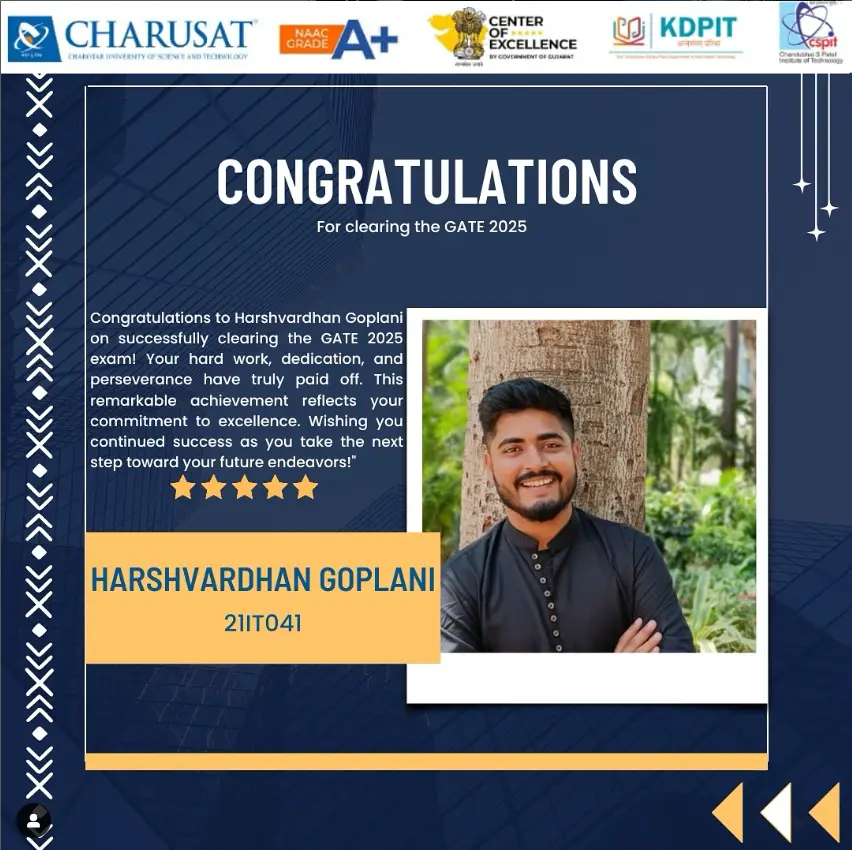 CHARUSAT
CHAROTAR UNIVERSITY OF SCIENCE AND TECHNOLOGY
NAAC
GRADE
A+
CENTER
OF
EXCELLENCE
BY GOVERNMENT OF GUJARAT
KDPIT
cspit
Chandubhai S Patel
Institute of Technology
CONGRATULATIONS
For clearing the GATE 2025
Congratulations to Harshvardhan Goplani
on successfully clearing the GATE 2025
exam! Your hard work, dedication, and
perseverance have truly paid off. This
remarkable achievement reflects your
commitment to excellence. Wishing you
continued success as you take the next
step toward your future endeavors!"
HARSHVARDHAN GOPLANI
21IT041